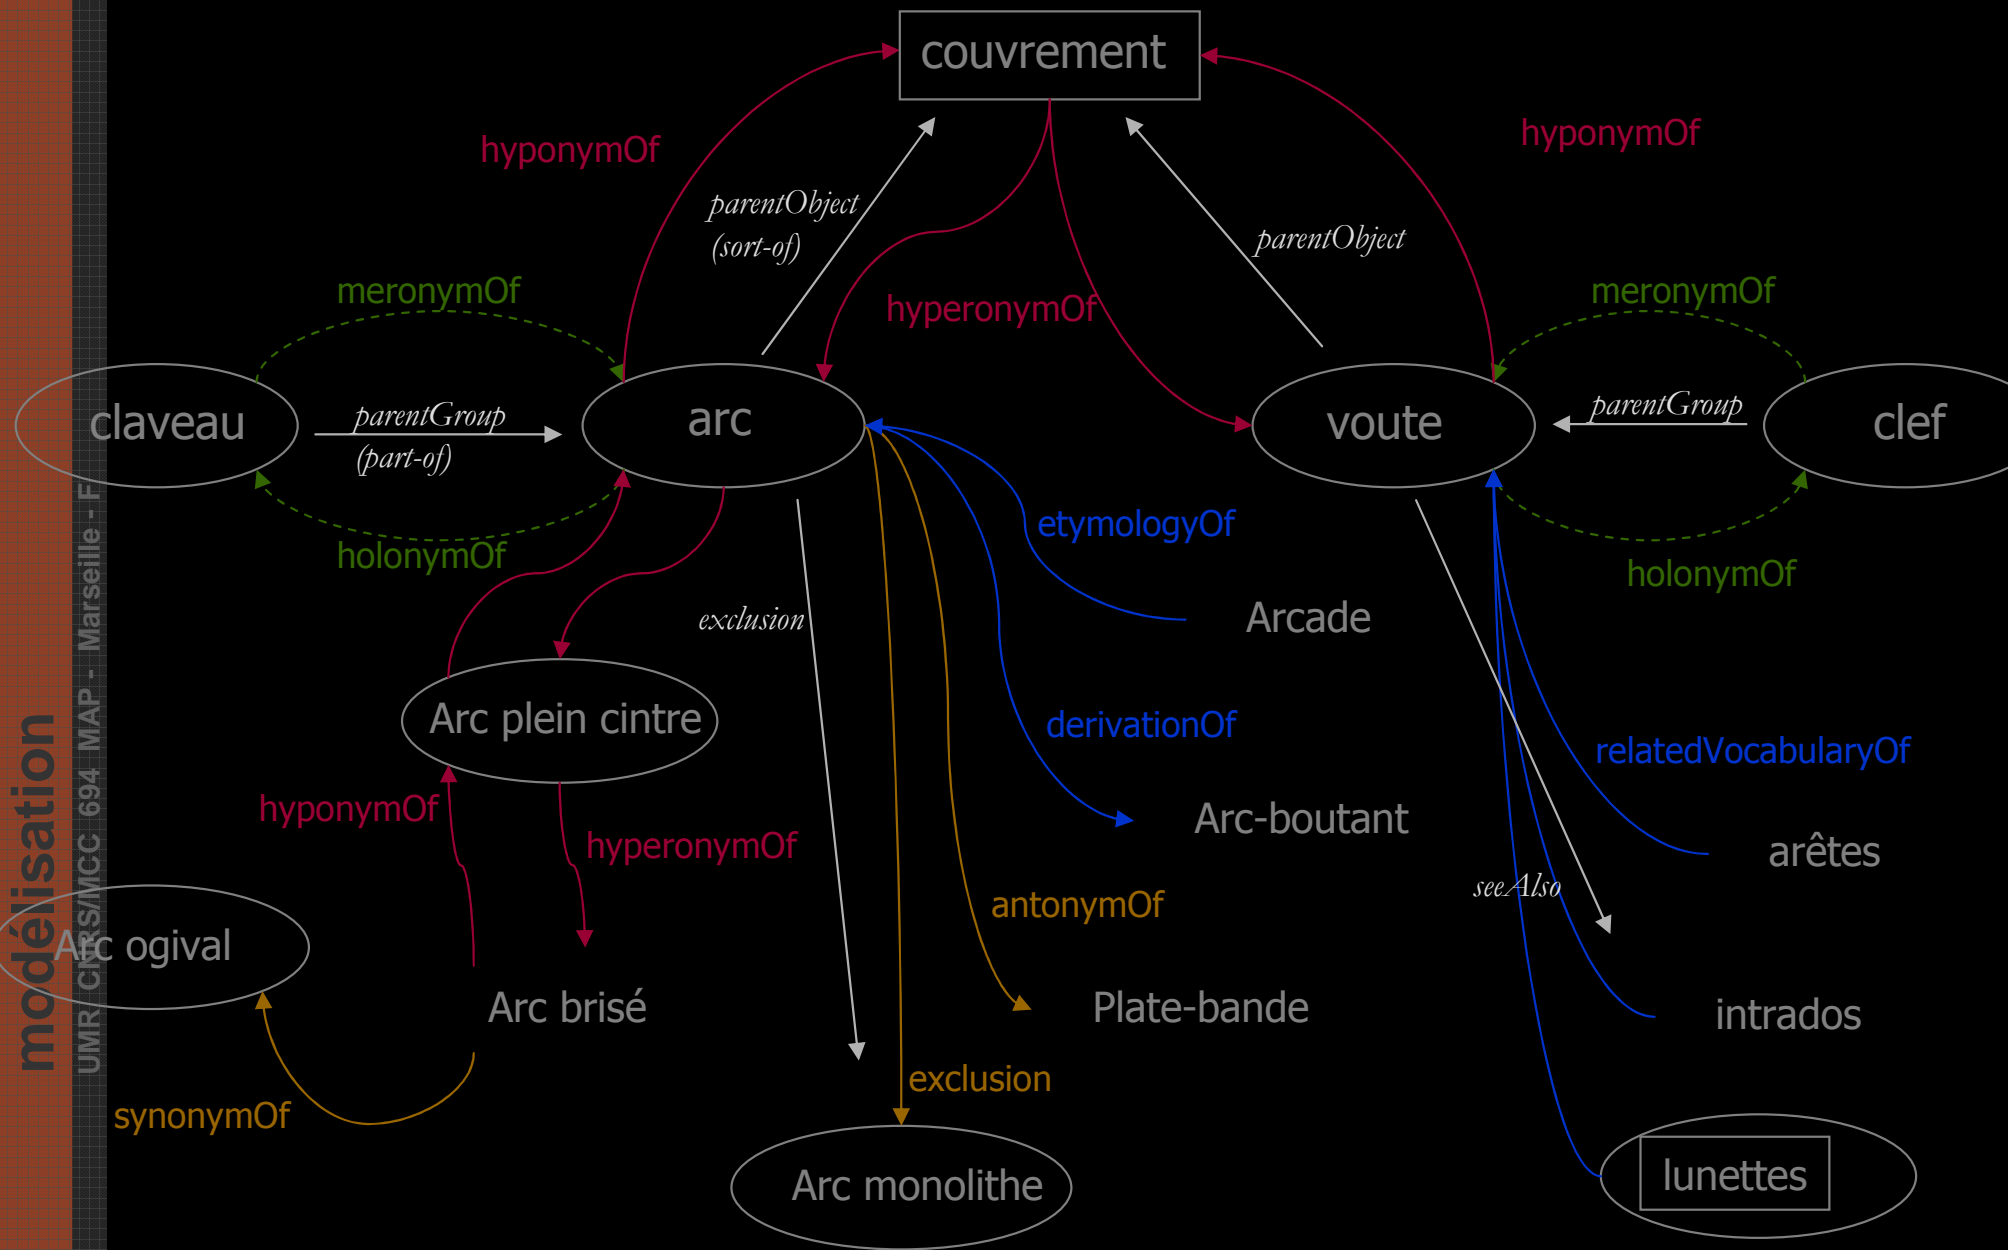 couvrement
hyponymOf
hyponymOf
parentObject
(sort-of)
parentObject
meronymOf
hyperonymOf
meronymOf
claveau
parentGroup
(part-of)
arc
voute
parentGroup
clef
holonymOf
etymologyOf
holonymOf
exclusion
Arcade
Arc plein cintre
derivationOf
relatedVocabularyOf
hyponymOf
hyperonymOf
Arc-boutant
arêtes
seeAlso
antonymOf
Arc ogival
Arc brisé
Plate-bande
intrados
synonymOf
exclusion
Arc monolithe
lunettes
modélisation
UMR CNRS/MCC 694 MAP - Marseille - F